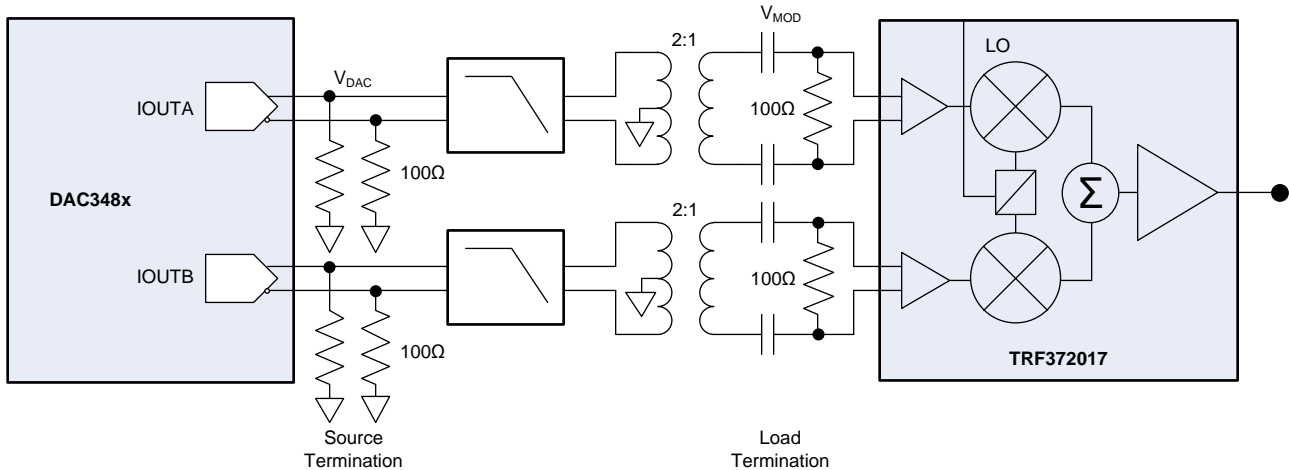 V_MOD
2:1
LO
V_DAC
IOUTA
100Ω
100Ω
DAC348x
Σ
2:1
IOUTB
100Ω
100Ω
TRF372017
Source
Termination
Load
Termination